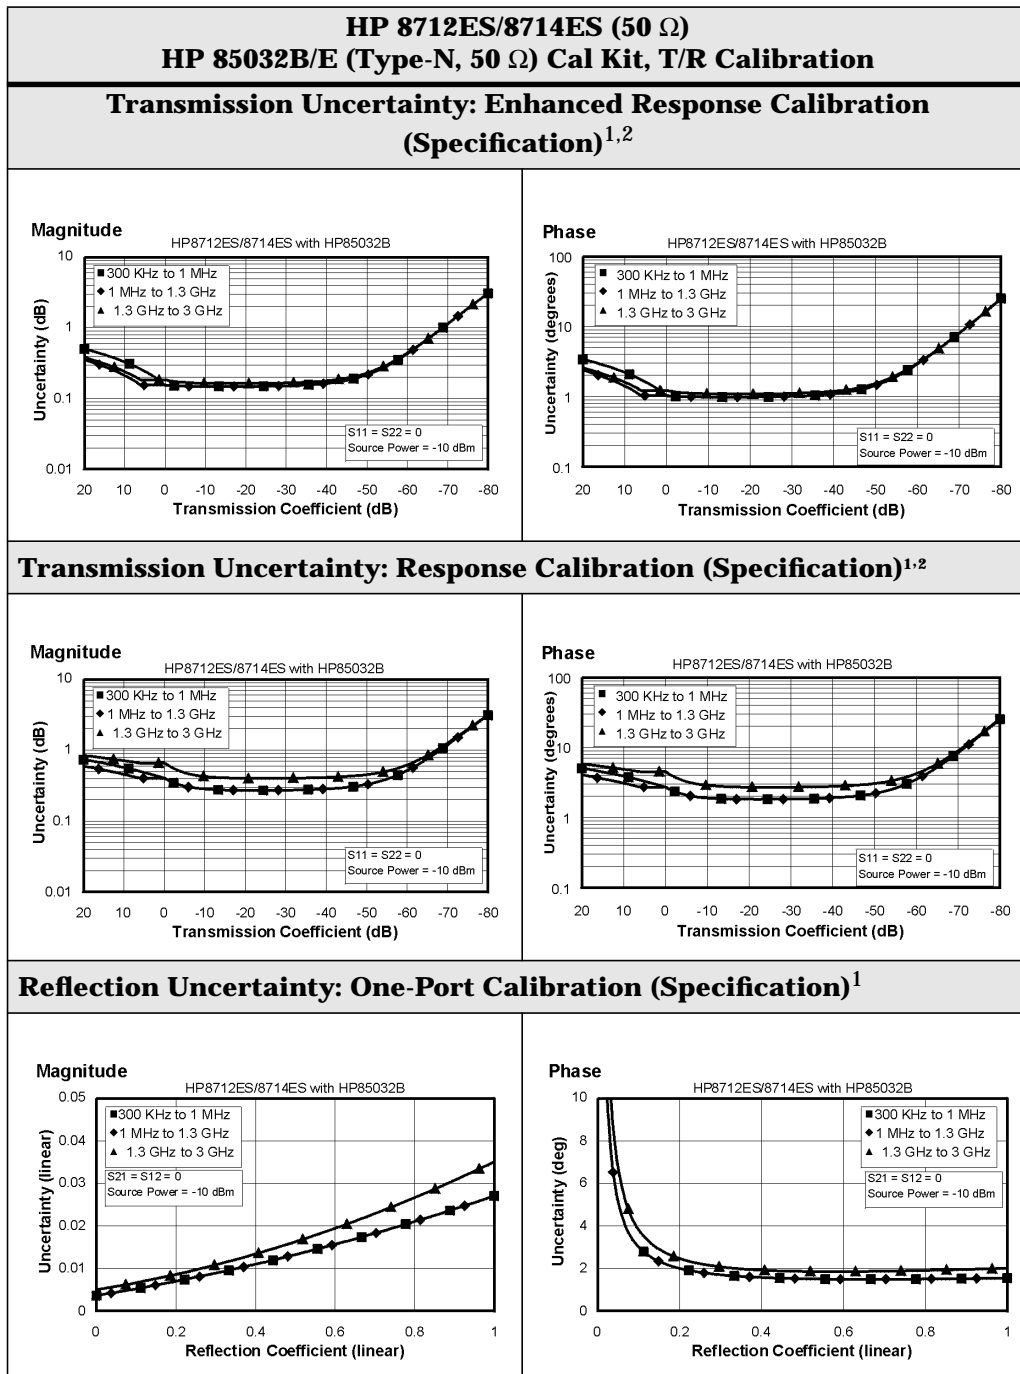 HP 8712ES/8714ES (50 Ω)
HP 85032B/E (Type-N, 50 Ω) Cal Kit, T/R Calibration
Transmission Uncertainty: Enhanced Response Calibration
(Specification)1,2
Magnitude
HP8712ES/8714ES with HP85032B
10
1
0.1
0.01
Uncertainty (dB)
300 KHz to 1 MHz
1 MHz to 1.3 GHz
1.3 GHz to 3 GHz
S11 = S22 = 0
Source Power = -10 dBm
20 10 0 -10 -20 -30 -40 -50 -60 -70 -80
Transmission Coefficient (dB)
Phase
HP8712ES/8714ES with HP85032B
100
10
1
0.1
Uncertainty (degrees)
300 KHz to 1 MHz
1 MHz to 1.3 GHz
1.3 GHz to 3 GHz
S11 = S22 = 0
Source Power = -10 dBm
20 10 0 -10 -20 -30 -40 -50 -60 -70 -80
Transmission Coefficient (dB)
Transmission Uncertainty: Response Calibration (Specification)1,2
Magnitude
HP8712ES/8714ES with HP85032B
10
1
0.1
0.01
Uncertainty (dB)
300 KHz to 1 MHz
1 MHz to 1.3 GHz
1.3 GHz to 3 GHz
S11 = S22 = 0
Source Power = -10 dBm
20 10 0 -10 -20 -30 -40 -50 -60 -70 -80
Transmission Coefficient (dB)
Phase
HP8712ES/8714ES with HP85032B
100
10
1
0.1
Uncertainty (degrees)
300 KHz to 1 MHz
1 MHz to 1.3 GHz
1.3 GHz to 3 GHz
S11 = S22 = 0
Source Power = -10 dBm
20 10 0 -10 -20 -30 -40 -50 -60 -70 -80
Transmission Coefficient (dB)
Reflection Uncertainty: One-Port Calibration (Specification)1
Magnitude
HP8712ES/8714ES with HP85032B
0.05
0.04
0.03
0.02
0.01
0
Uncertainty (linear)
300 KHz to 1 MHz
1 MHz to 1.3 GHz
1.3 GHz to 3 GHz
S21 = S12 = 0
Source Power = -10 dBm
0 0.2 0.4 0.6 0.8 1
Reflection Coefficient (linear)
Phase
HP8712ES/8714ES with HP85032B
10
8
6
4
2
0
Uncertainty (deg)
300 KHz to 1 MHz
1 MHz to 1.3 GHz
1.3 GHz to 3 GHz
S21 = S12 = 0
Source Power = -10 dBm
0 0.2 0.4 0.6 0.8 1
Reflection Coefficient (linear)